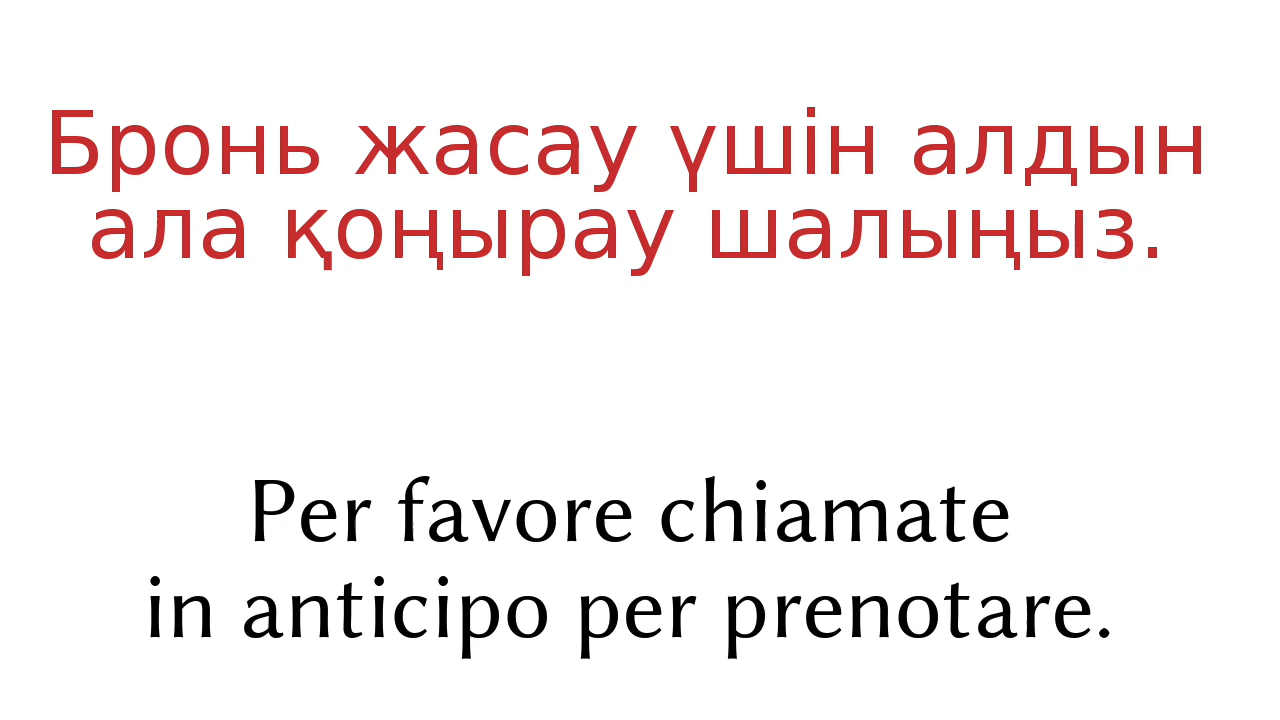 Бронь жасау үшін алдын
ала қоңырау шалыңыз.
Per favore chiamate
in anticipo per prenotare.